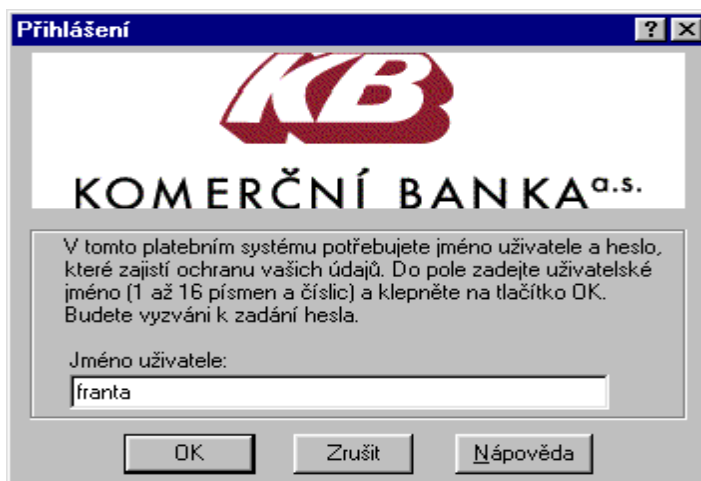 Přihlášení
KB
KOMERČNÍ BANKA a.s.
V tomto platebním systému potřebujete jméno uživatele a heslo,
které zajistí ochranu vašich údajů. Do pole zadejte uživatelské
jméno (1 až 16 písmen a číslic) a klepněte na tlačítko OK.
Budete vyzváni k zadání hesla.
Jméno uživatele:
franta
OK Zrušit Nápověda